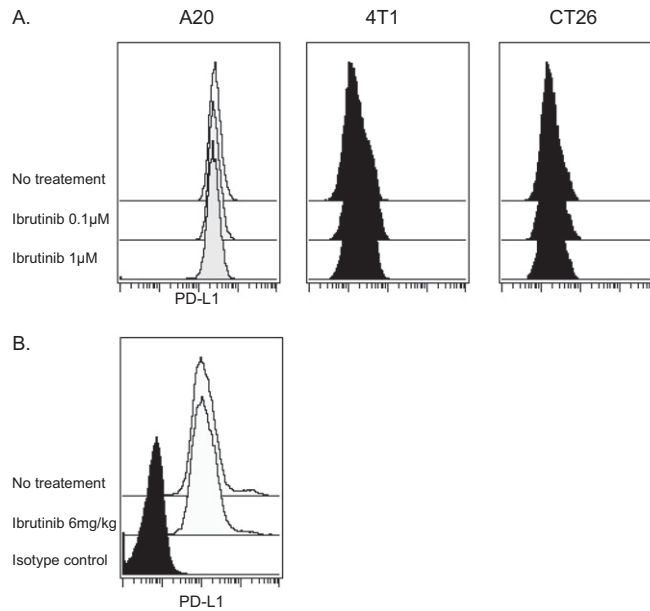 A.
A20
4T1
CT26
No treatement
Ibrutinib 0.1µM
Ibrutinib 1µM
PD-L1
B.
No treatement
Ibrutinib 6mg/kg
Isotype control
PD-L1